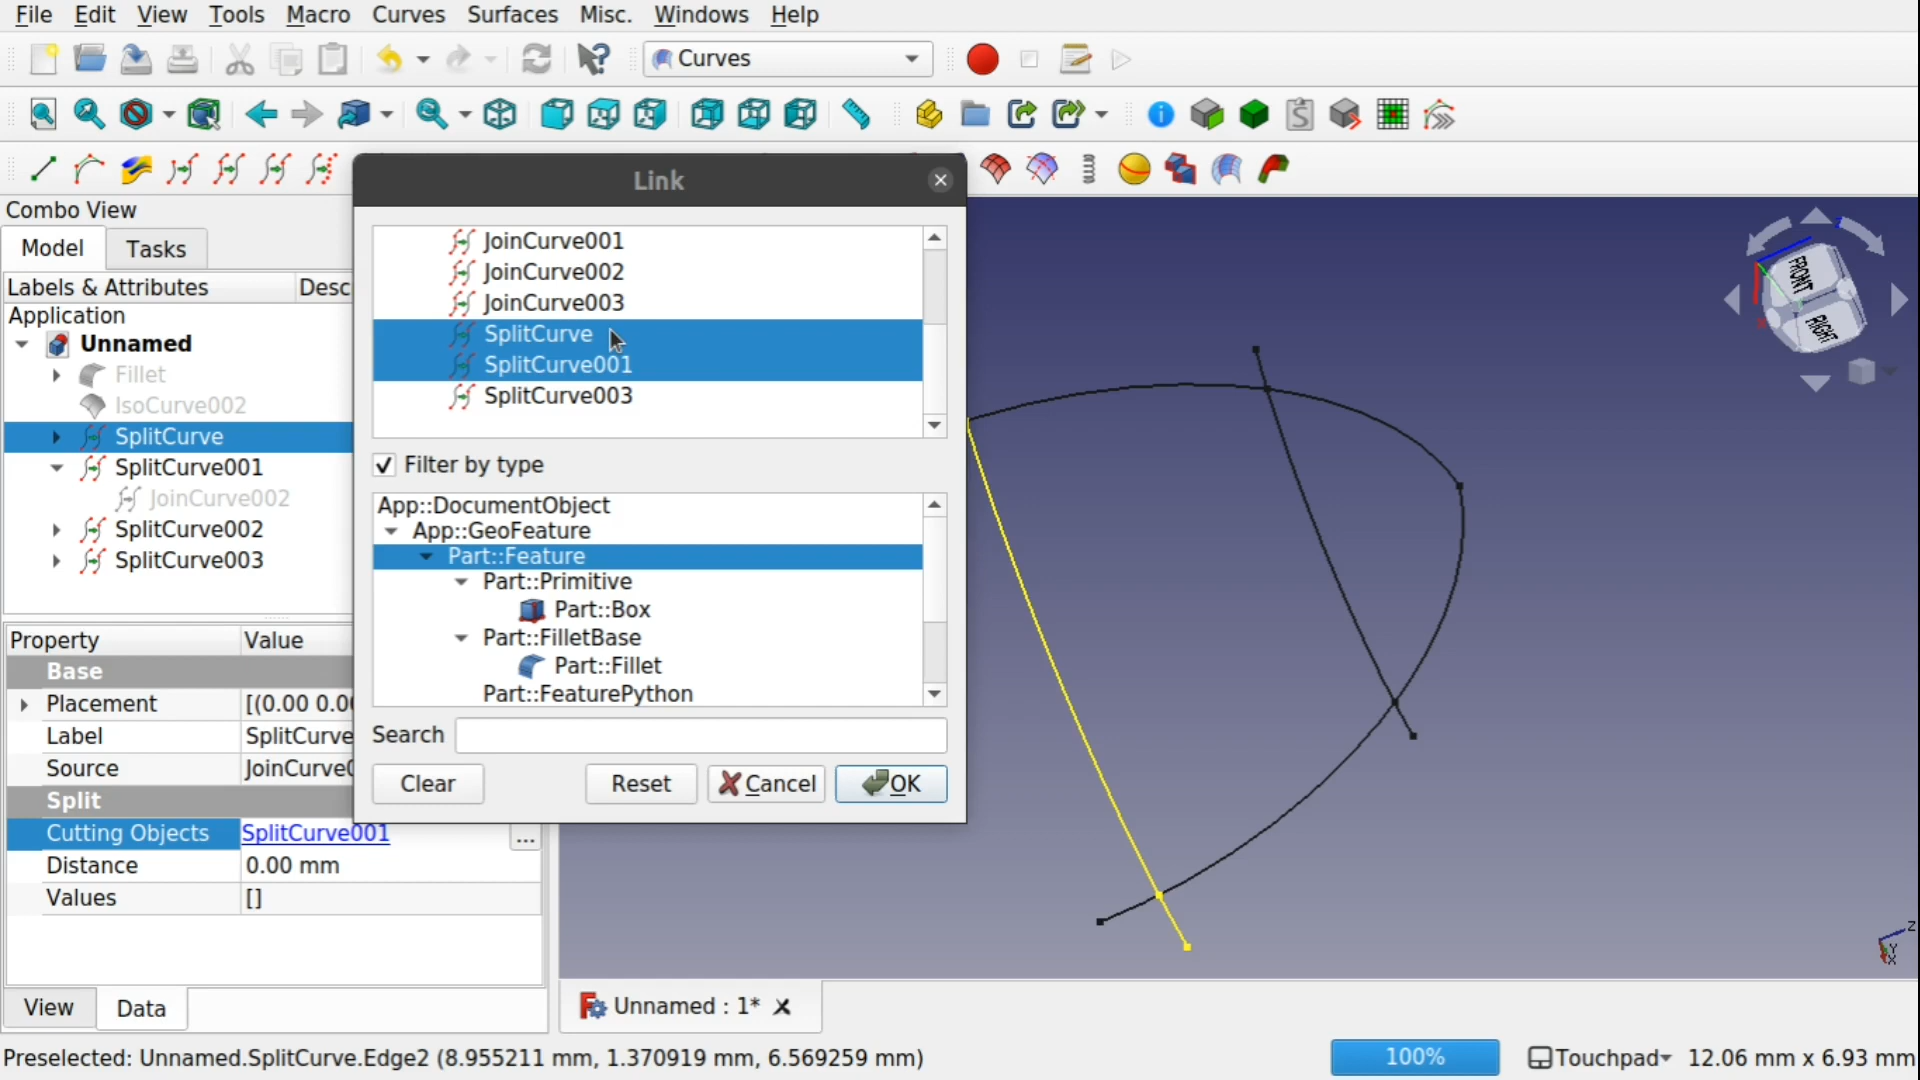 File Edit View Tools Macro Curves Surfaces Misc. Windows Help
Curves
Combo View
Model Tasks
Labels & Attributes Desc
Application
Unnamed
Fillet
IsoCurve002
SplitCurve
SplitCurve001
JoinCurve002
SplitCurve002
SplitCurve003
Property Value
Base
Placement [(0.00 0.0
Label SplitCurve
Source JoinCurve
Split
Cutting Objects SplitCurve001 ...
Distance 0.00 mm
Values []
View Data
Link
JoinCurve001
JoinCurve002
JoinCurve003
SplitCurve
SplitCurve001
SplitCurve003
Filter by type
App::DocumentObject
App::GeoFeature
Part::Feature
Part::Primitive
Part::Box
Part::FilletBase
Part::Fillet
Part::FeaturePython
Search
Clear Reset Cancel OK
FRONT
RIGHT
Z
Y
X
Unnamed : 1*
Preselected: Unnamed.SplitCurve.Edge2 (8.955211 mm, 1.370919 mm, 6.569259 mm) 100% Touchpad 12.06 mm x 6.93 mm